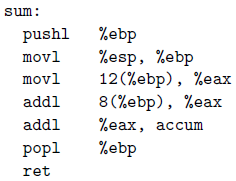 sum:
pushl %ebp
movl %esp, %ebp
movl 12(%ebp), %eax
addl 8(%ebp), %eax
addl %eax, accum
popl %ebp
ret